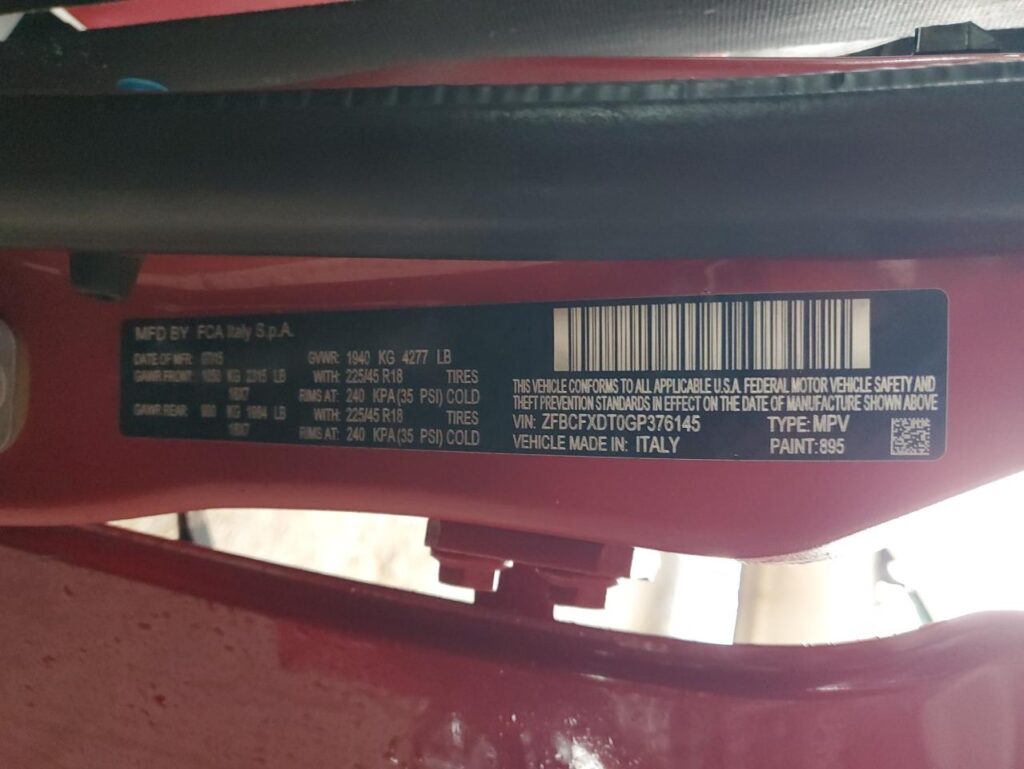 MFD BY FCA Italy S.p.A.
DATE OF MFR: 07/15 GVWR: 1940 KG 4277 LB
GAWR FRONT: 1050 KG 2315 LB WITH: 225/45 R18 TIRES
18X7 RIMS AT: 240 KPA (35 PSI) COLD
GAWR REAR: KG LB WITH: 225/45 R18 TIRES
18X7 RIMS AT: 240 KPA (35 PSI) COLD
THIS VEHICLE CONFORMS TO ALL APPLICABLE U.S.A. FEDERAL MOTOR VEHICLE SAFETY AND
THEFT PREVENTION STANDARDS IN EFFECT ON THE DATE OF MANUFACTURE SHOWN ABOVE
VIN: ZFBCFXDT0GP376145 TYPE: MPV
VEHICLE MADE IN: ITALY PAINT: 895